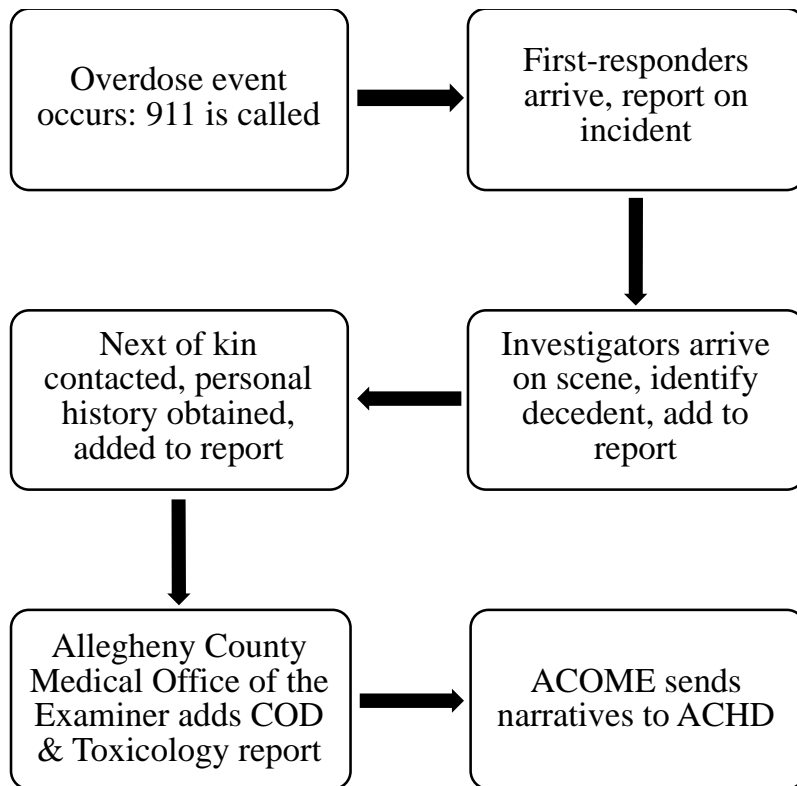 Overdose event
occurs: 911 is called
First-responders
arrive, report on
incident
Investigators arrive
on scene, identify
decedent, add to
report
Next of kin
contacted, personal
history obtained,
added to report
Allegheny County
Medical Office of the
Examiner adds COD
& Toxicology report
ACOME sends
narratives to ACHD